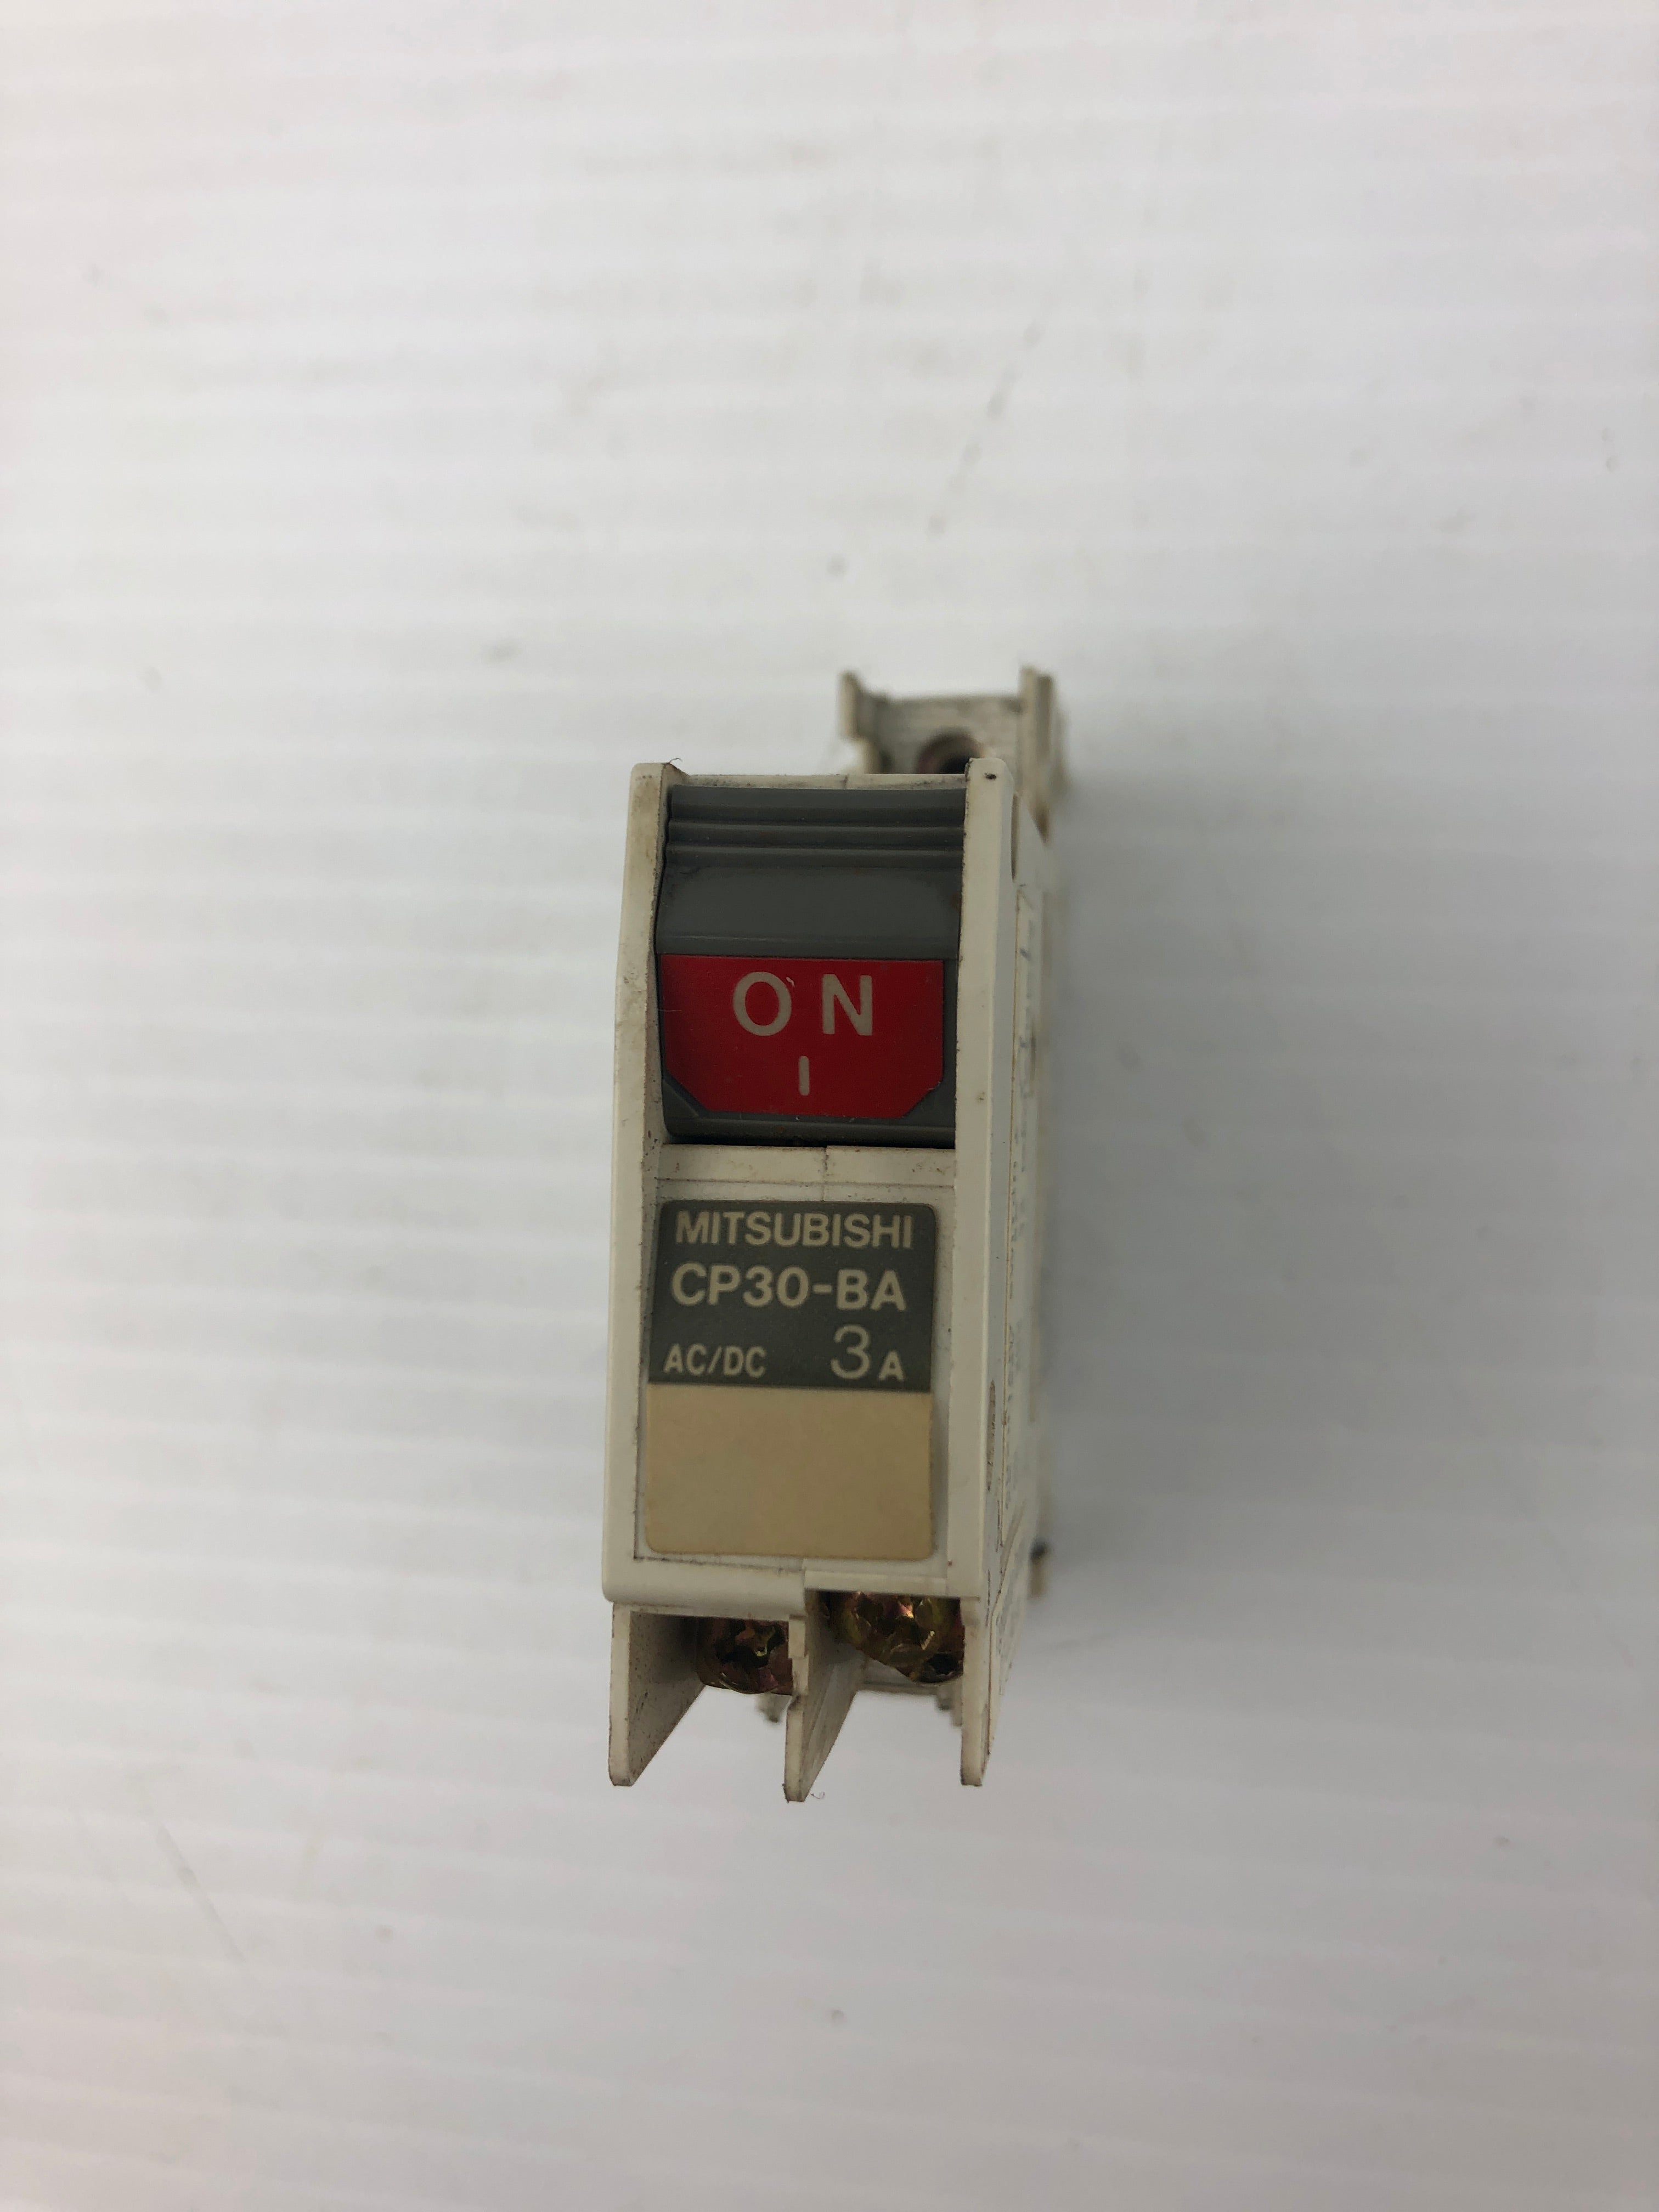 ON
I
MITSUBISHI
CP30-BA
AC/DC 3A